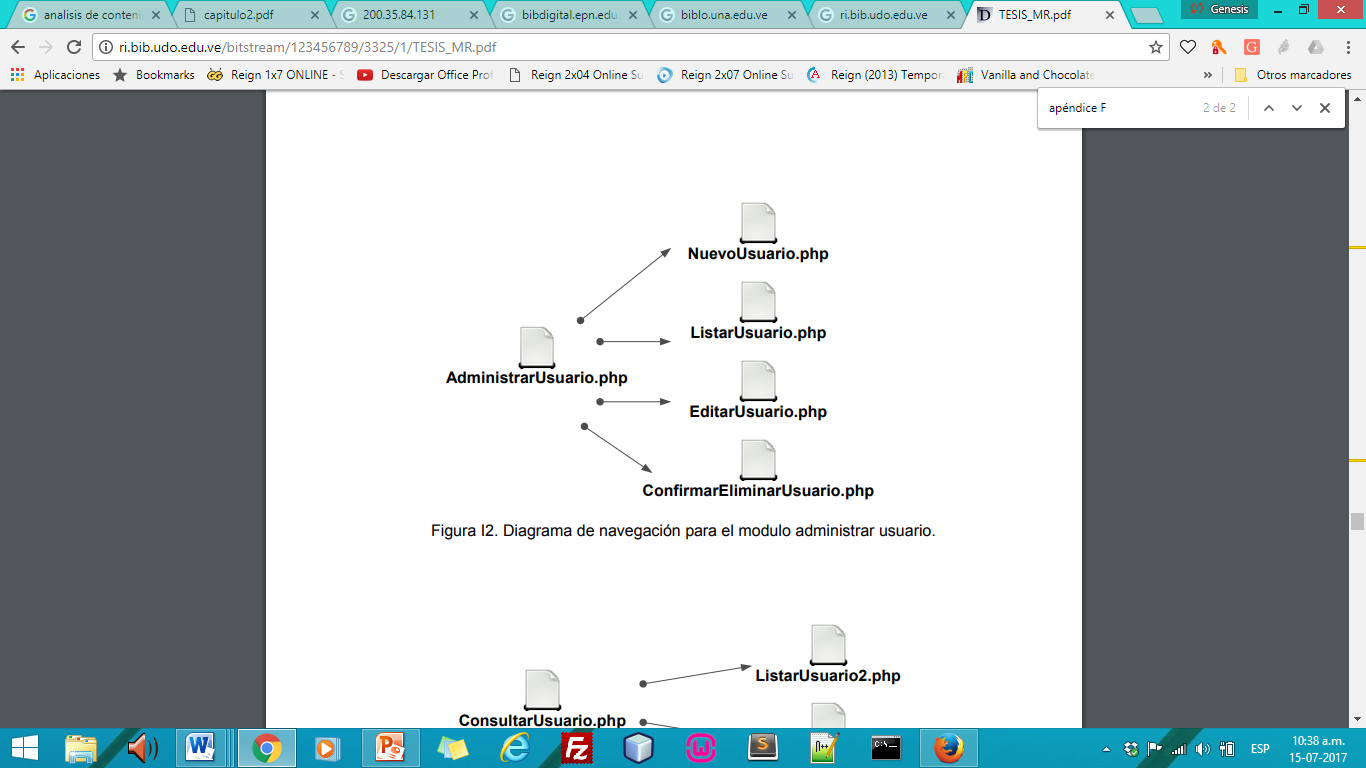 analisis de conteni
capitulo2.pdf
200.35.84.131
bibdigital.epn.edu
biblo.una.edu.ve
ri.bib.udo.edu.ve
TESIS_MR.pdf
Genesis
ri.bib.udo.edu.ve/bitstream/123456789/3325/1/TESIS_MR.pdf
Aplicaciones
Bookmarks
Reign 1x7 ONLINE - S
Descargar Office Prof
Reign 2x04 Online Su
Reign 2x07 Online Su
Reign (2013) Tempor
Vanilla and Chocolate
»
Otros marcadores
apéndice F
2 de 2
NuevoUsuario.php
ListarUsuario.php
AdministrarUsuario.php
EditarUsuario.php
ConfirmarEliminarUsuario.php
Figura I2. Diagrama de navegación para el modulo administrar usuario.
ListarUsuario2.php
ConsultarUsuario.php
ESP
10:38 a.m.
15-07-2017